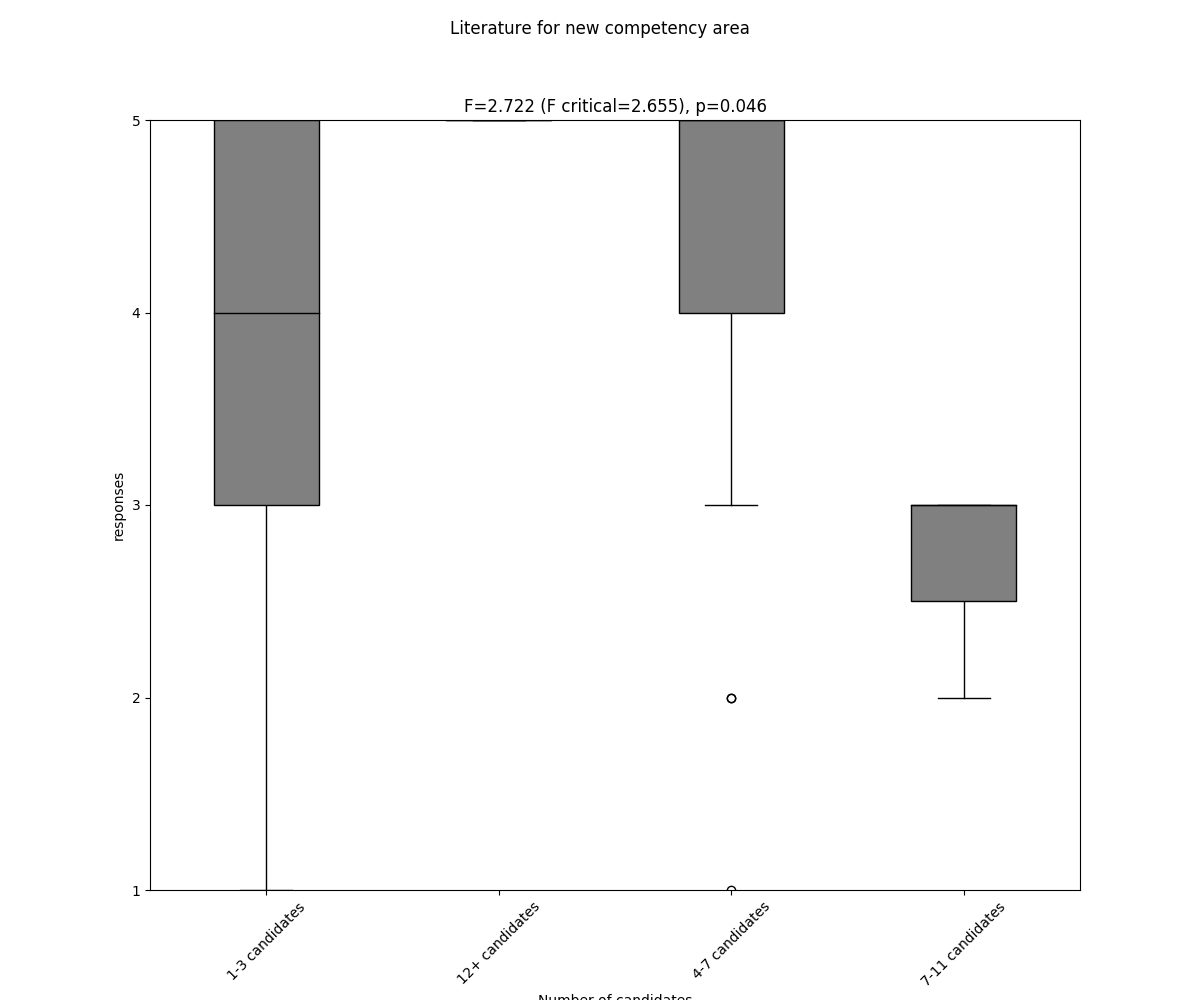 Literature for new competency area
F=2.722 (F critical=2.655), p=0.046
5
4
3
2
1
responses
1-3 candidates
12+ candidates
4-7 candidates
7-11 candidates
Number of candidates